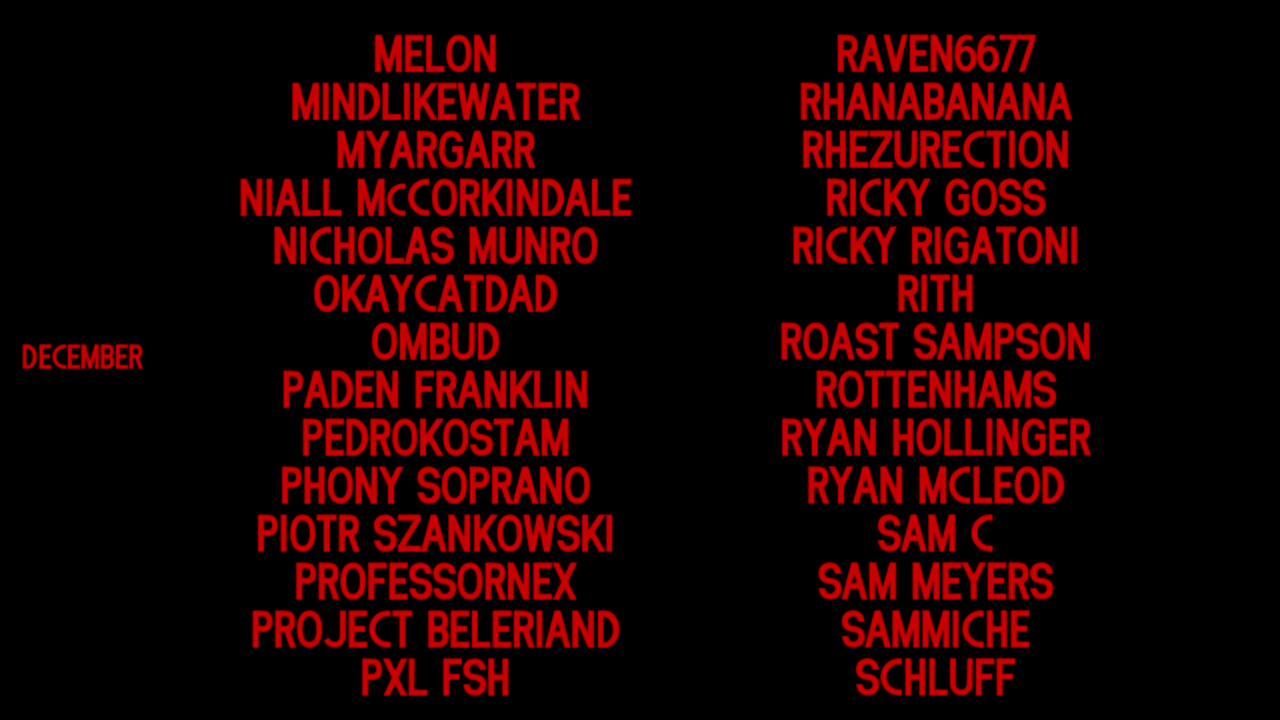 DECEMBER
MELON
MINDLIKEWATER
MYARGARR
NIALL McCORKINDALE
NICHOLAS MUNRO
OKAYCATDAD
OMBUD
PADEN FRANKLIN
PEDROKOSTAM
PHONY SOPRANO
PIOTR SZANKOWSKI
PROFESSORNEX
PROJECT BELERIAND
PXL FSH
RAVEN6677
RHANABANANA
RHEZURECTION
RICKY GOSS
RICKY RIGATONI
RITH
ROAST SAMPSON
ROTTENHAMS
RYAN HOLLINGER
RYAN MCLEOD
SAM C
SAM MEYERS
SAMMICHE
SCHLUFF